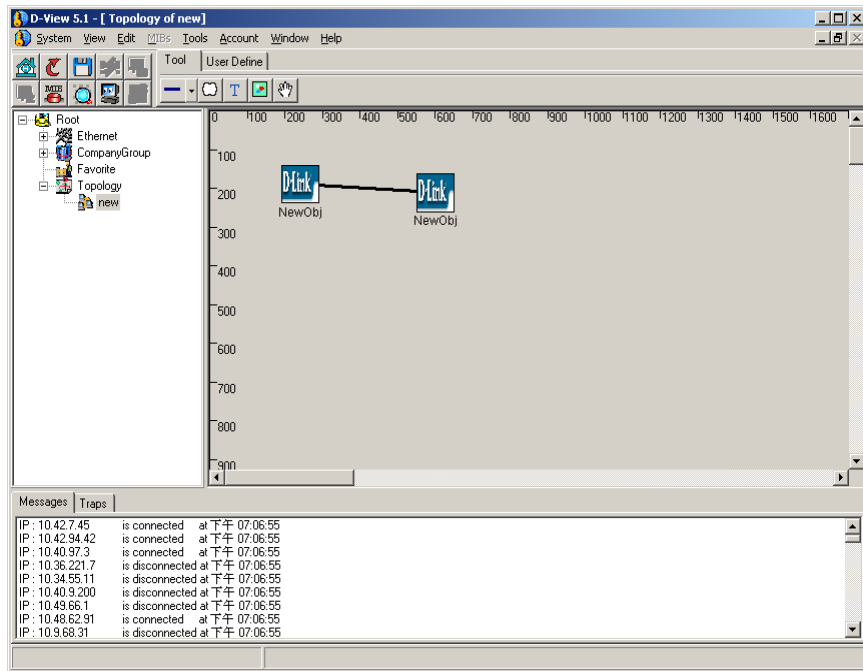 D-View 5.1 - [ Topology of new]
System View Edit MIBs Tools Account Window Help
Tool User Define
MIB T
Root
Ethernet
CompanyGroup
Favorite
Topology
new
0 100 200 300 400 500 600 700 800 900 1000 1100 1200 1300 1400 1500 1600
100
200
300
400
500
600
700
800
900
D-Link
NewObj
D-Link
NewObj
Messages Traps
IP : 10.42.7.45 is connected at 下午 07:06:55
IP : 10.42.94.42 is connected at 下午 07:06:55
IP : 10.40.97.3 is connected at 下午 07:06:55
IP : 10.36.221.7 is disconnected at 下午 07:06:55
IP : 10.34.55.11 is disconnected at 下午 07:06:55
IP : 10.40.9.200 is disconnected at 下午 07:06:55
IP : 10.49.66.1 is disconnected at 下午 07:06:55
IP : 10.48.62.91 is connected at 下午 07:06:55
IP : 10.9.68.31 is disconnected at 下午 07:06:55